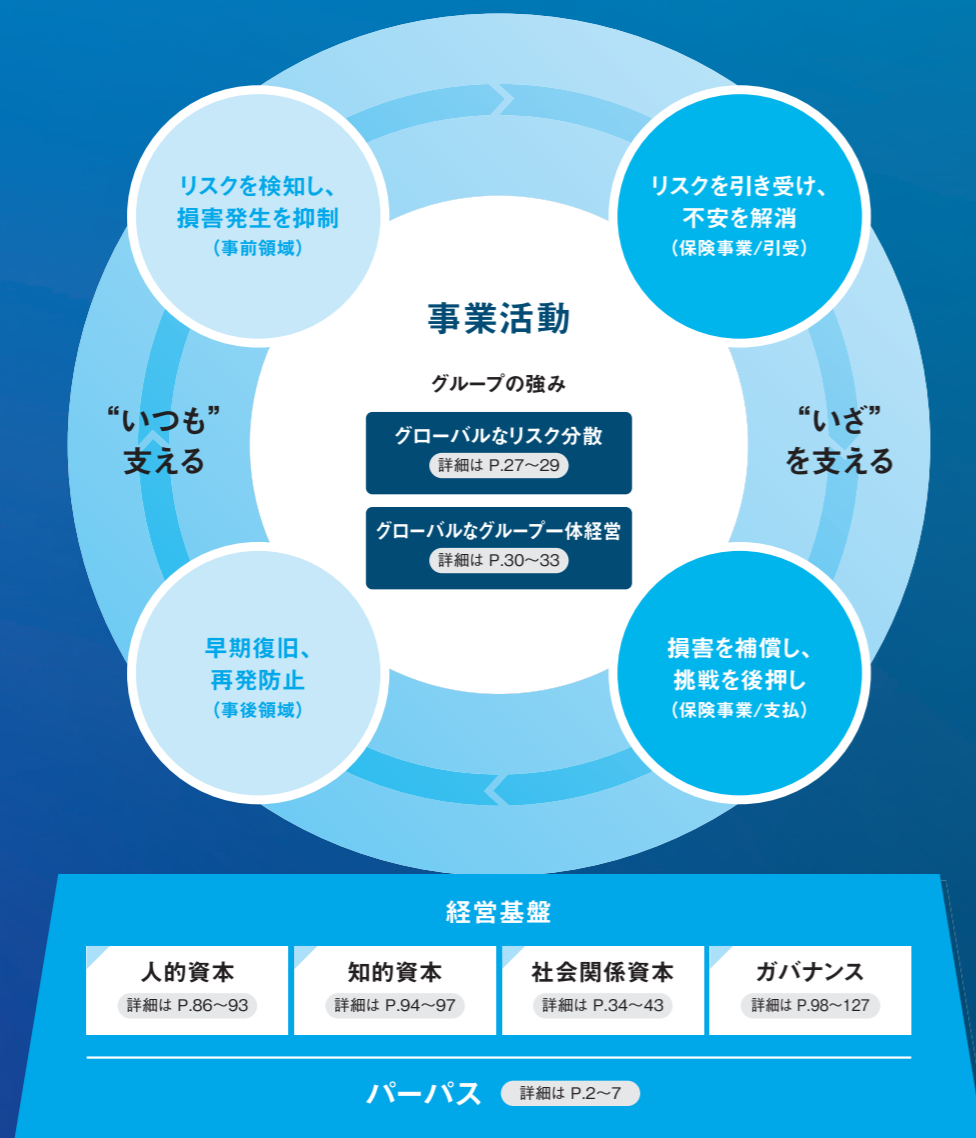 リスクを検知し、
損害発生を抑制
（事前領域）
リスクを引き受け、
不安を解消
（保険事業/引受）
事業活動
グループの強み
グローバルなリスク分散
詳細は P.27〜29
グローバルなグループ一体経営
詳細は P.30〜33
“いつも”
支える
“いざ”
を支える
早期復旧、
再発防止
（事後領域）
損害を補償し、
挑戦を後押し
（保険事業/支払）
経営基盤
人的資本
詳細は P.86〜93
知的資本
詳細は P.94〜97
社会関係資本
詳細は P.34〜43
ガバナンス
詳細は P.98〜127
パーパス 詳細は P.2〜7